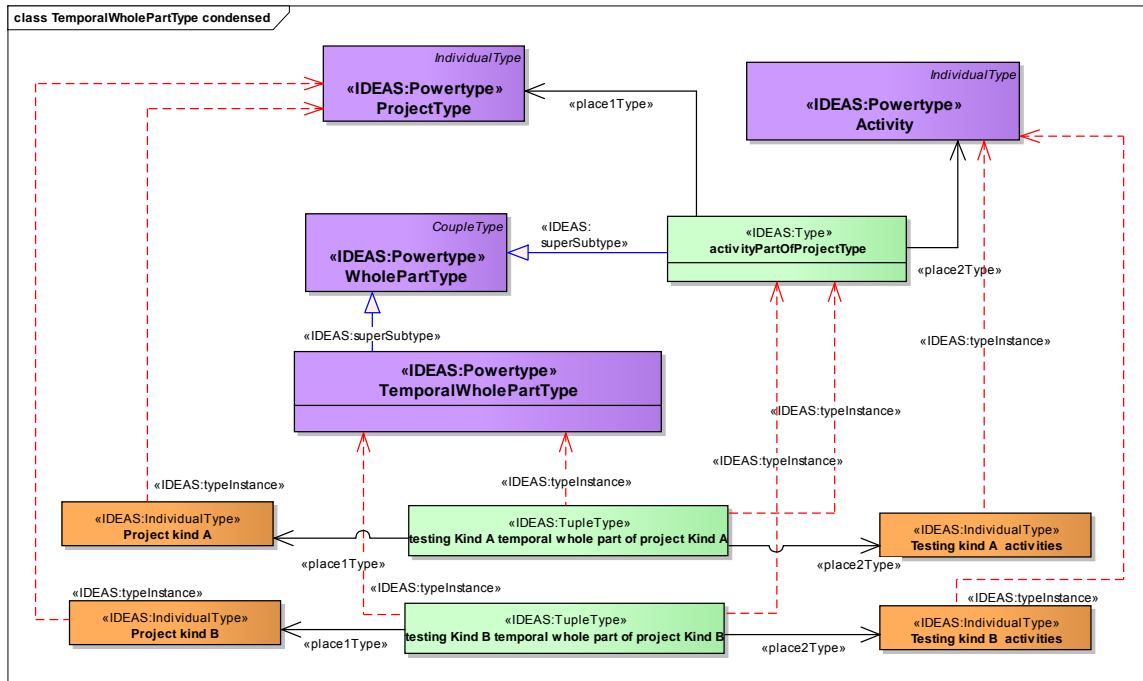 class TemporalWholePartType condensed
IndividualType
«IDEAS:Powertype»
ProjectType
IndividualType
«IDEAS:Powertype»
Activity
«place1Type»
CoupleType
«IDEAS:Powertype»
WholePartType
«IDEAS:
superSubtype»
«IDEAS:Type»
activityPartOfProjectType
«place2Type»
«IDEAS:superSubtype»
«IDEAS:typeInstance»
«IDEAS:Powertype»
TemporalWholePartType
«IDEAS:typeInstance»
«IDEAS:typeInstance»
«IDEAS:typeInstance»
«IDEAS:typeInstance»
«IDEAS:IndividualType»
Project kind A
«IDEAS:TupleType»
testing Kind A temporal whole part of project Kind A
«IDEAS:IndividualType»
Testing kind A activities
«place1Type»
«place2Type»
«IDEAS:typeInstance»
«IDEAS:typeInstance»
«IDEAS:typeInstance»
«IDEAS:IndividualType»
Project kind B
«IDEAS:TupleType»
testing Kind B temporal whole part of project Kind B
«IDEAS:IndividualType»
Testing kind B activities
«place1Type»
«place2Type»